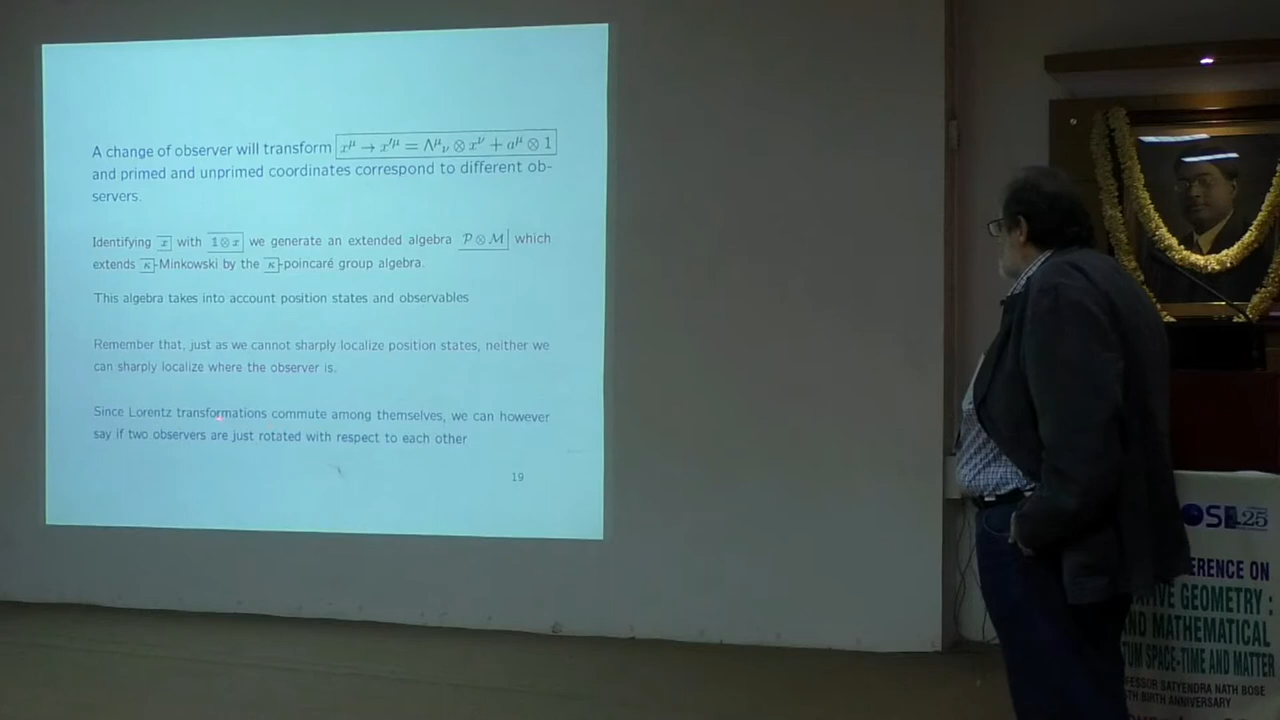 A change of observer will transform x^μ → x'^μ = Λ^μ_ν ⊗ x^ν + a^μ ⊗ 1
and primed and unprimed coordinates correspond to different ob-
servers.
Identifying x with 1 ⊗ x we generate an extended algebra P ⊗ M which
extends κ-Minkowski by the κ-poincaré group algebra.
This algebra takes into account position states and observables
Remember that, just as we cannot sharply localize position states, neither we
can sharply localize where the observer is.
Since Lorentz transformations commute among themselves, we can however
say if two observers are just rotated with respect to each other
19
125
ERENCE ON
GEOMETRY :
ND MATHEMATICAL
TUM SPACE-TIME AND MATTER
FESSOR SATYENDRA NATH BOSE
TH BIRTH ANNIVERSARY